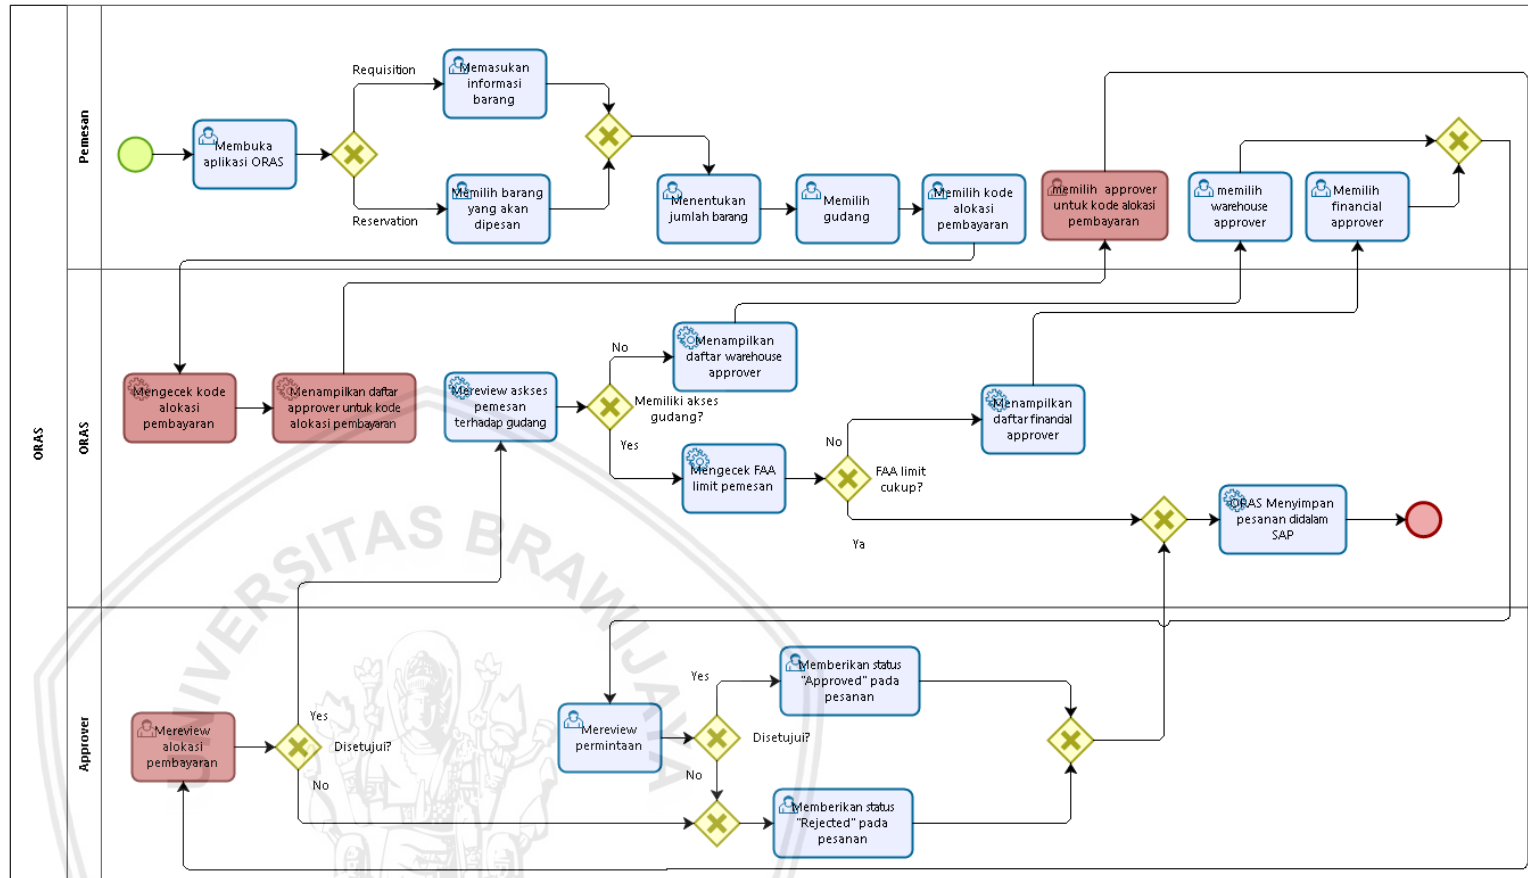 ORAS
Pemesan
Membuka
aplikasi ORAS
Requisition
Reservation
Memasukan
informasi
barang
Memilih barang
yang akan
dipesan
Menentukan
jumlah barang
Memilih
gudang
Memilih kode
alokasi
pembayaran
memilih approver
untuk kode alokasi
pembayaran
memilih
warehouse
approver
Memilih
financial
approver
ORAS
Mengecek kode
alokasi
pembayaran
Menampilkan daftar
approver untuk kode
alokasi pembayaran
Mereview askses
pemesan
terhadap gudang
No
Memiliki akses
gudang?
Yes
Menampilkan
daftar warehouse
approver
Mengecek FAA
limit pemesan
No
FAA limit
cukup?
Ya
Menampilkan
daftar financial
approver
ORAS Menyimpan
pesanan didalam
SAP
Approver
Mereview
alokasi
pembayaran
Yes
Disetujui?
No
Mereview
permintaan
Yes
Disetujui?
No
Memberikan status
"Approved" pada
pesanan
Memberikan status
"Rejected" pada
pesanan
UNIVERSITAS BRAWIJAYA